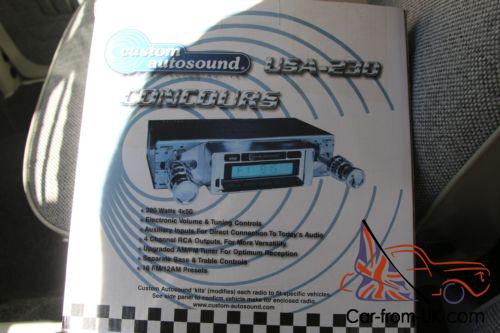 custom
autosound.
USA-230
CONCOURS
200 Watts 4x50
Electronic Volume & Tuning Controls
Auxiliary Inputs For Direct Connection To Today's Audio
4 Channel RCA Outputs, For More Versatility
Upgraded AM/FM Tuner For Optimum Reception
Separate Base & Treble Controls
18 FM/12AM Presets
Custom Autosound 'kits' (modifies) each radio to fit specific vehicles
See side panel to confirm vehicle make for enclosed radio
www.custom-autosound.com
Car-from-UK.com